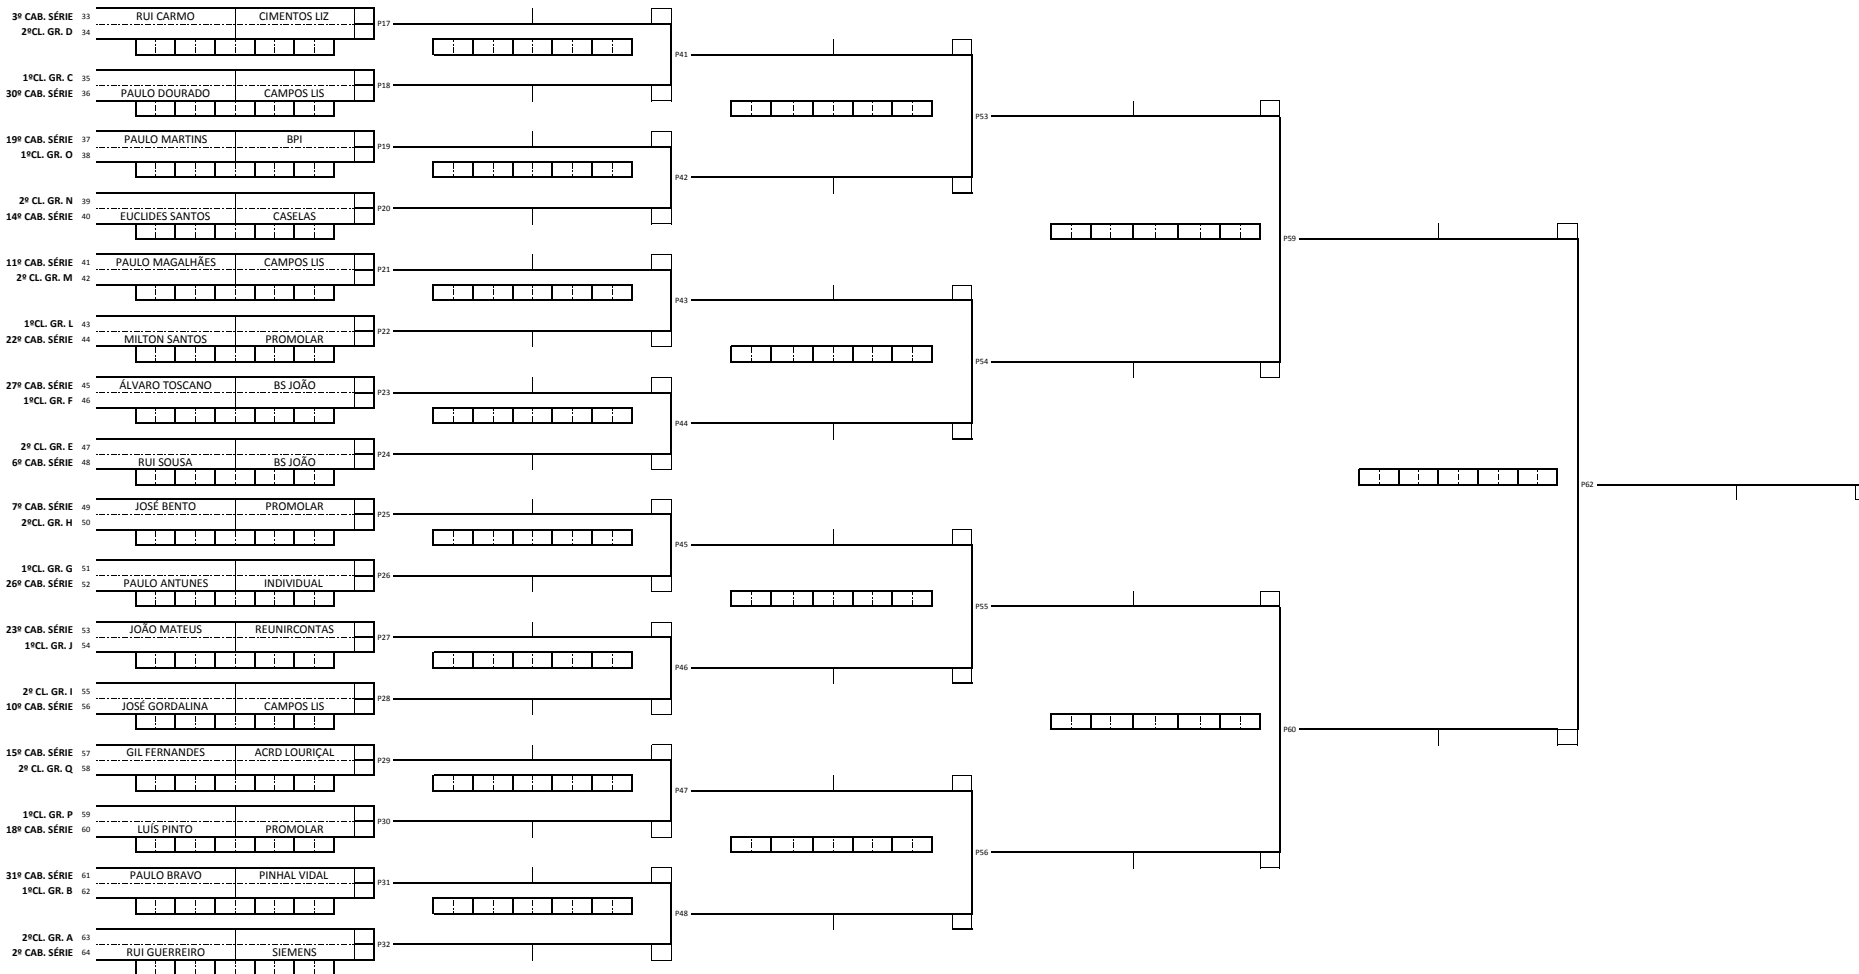 3º CAB. SÉRIE 33 RUI CARMO CIMENTOS LIZ
P17
2ºCL. GR. D 34
P41
1ºCL. GR. C 35
P18
30º CAB. SÉRIE 36 PAULO DOURADO CAMPOS LIS
P53
19º CAB. SÉRIE 37 PAULO MARTINS BPI
P19
1ºCL. GR. O 38
P42
2º CL. GR. N 39
P20
14º CAB. SÉRIE 40 EUCLIDES SANTOS CASELAS
P59
11º CAB. SÉRIE 41 PAULO MAGALHÃES CAMPOS LIS
P21
2º CL. GR. M 42
P43
1ºCL. GR. L 43
P22
22º CAB. SÉRIE 44 MILTON SANTOS PROMOLAR
P54
27º CAB. SÉRIE 45 ÁLVARO TOSCANO BS JOÃO
P23
1ºCL. GR. F 46
P44
2º CL. GR. E 47
P24
6º CAB. SÉRIE 48 RUI SOUSA BS JOÃO
P62
7º CAB. SÉRIE 49 JOSÉ BENTO PROMOLAR
P25
2ºCL. GR. H 50
P45
1ºCL. GR. G 51
P26
26º CAB. SÉRIE 52 PAULO ANTUNES INDIVIDUAL
P55
23º CAB. SÉRIE 53 JOÃO MATEUS REUNIRCONTAS
P27
1ºCL. GR. J 54
P46
2º CL. GR. I 55
P28
10º CAB. SÉRIE 56 JOSÉ GORDALINA CAMPOS LIS
P60
15º CAB. SÉRIE 57 GIL FERNANDES ACRD LOURIÇAL
P29
2º CL. GR. Q 58
P47
1ºCL. GR. P 59
P30
18º CAB. SÉRIE 60 LUÍS PINTO PROMOLAR
P56
31º CAB. SÉRIE 61 PAULO BRAVO PINHAL VIDAL
P31
1ºCL. GR. B 62
P48
2ºCL. GR. A 63
P32
2º CAB. SÉRIE 64 RUI GUERREIRO SIEMENS